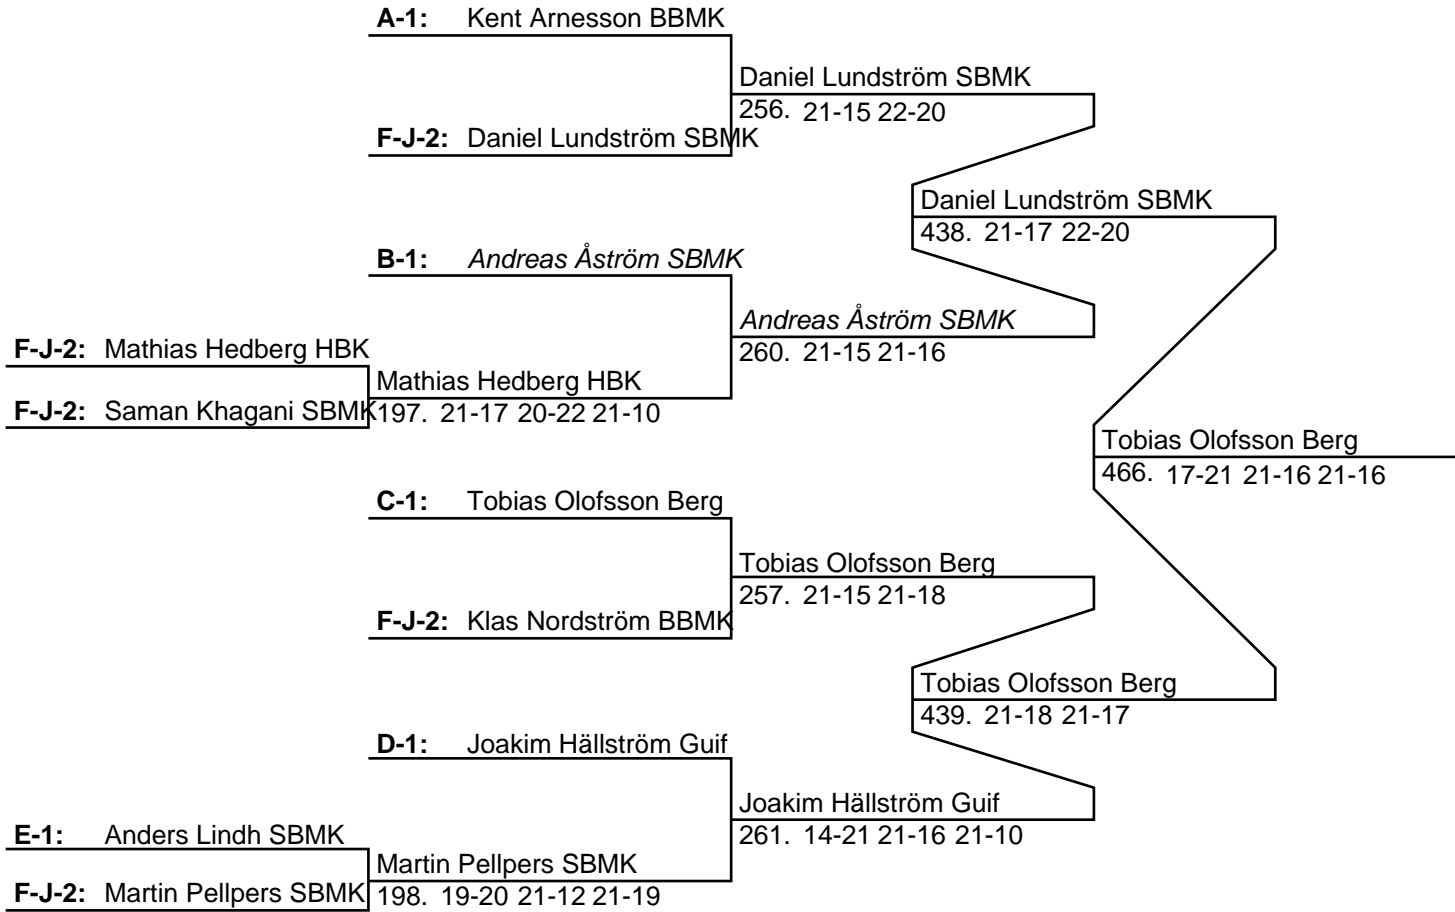 A-1: Kent Arnesson BBMK
Daniel Lundström SBMK
256. 21-15 22-20
F-J-2: Daniel Lundström SBMK
Daniel Lundström SBMK
438. 21-17 22-20
B-1: Andreas Åström SBMK
Andreas Åström SBMK
260. 21-15 21-16
F-J-2: Mathias Hedberg HBK
Mathias Hedberg HBK
F-J-2: Saman Khagani SBMK
197. 21-17 20-22 21-10
Tobias Olofsson Berg
466. 17-21 21-16 21-16
C-1: Tobias Olofsson Berg
Tobias Olofsson Berg
257. 21-15 21-18
F-J-2: Klas Nordström BBMK
Tobias Olofsson Berg
439. 21-18 21-17
D-1: Joakim Hällström Guif
Joakim Hällström Guif
261. 14-21 21-16 21-10
E-1: Anders Lindh SBMK
Martin Pellpers SBMK
F-J-2: Martin Pellpers SBMK
198. 19-20 21-12 21-19